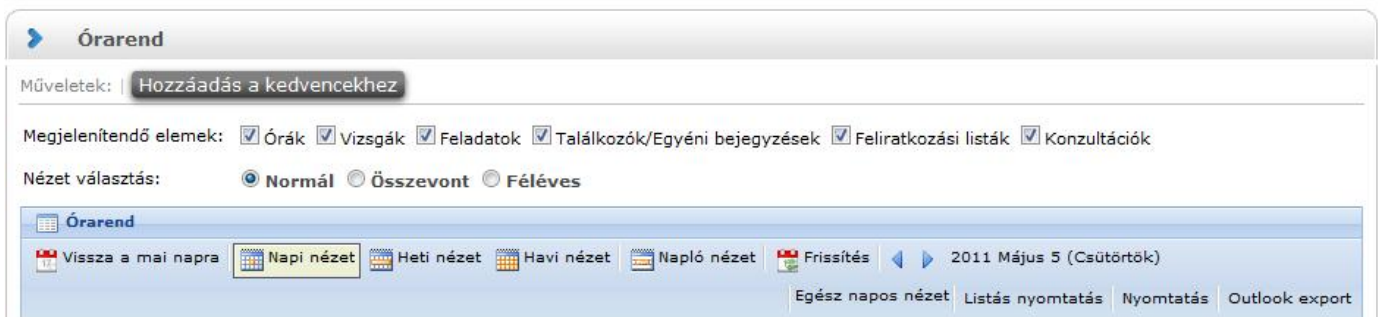 Órarend
Műveletek: | Hozzáadás a kedvencekhez
Megjelenítendő elemek: Órák Vizsgák Feladatok Találkozók/Egyéni bejegyzések Feliratkozási listák Konzultációk
Nézet választás: Normál Összevont Féléves
Órarend
Vissza a mai napra Napi nézet Heti nézet Havi nézet Napló nézet Frissítés 2011 Május 5 (Csütörtök)
Egész napos nézet Listás nyomtatás Nyomtatás Outlook export